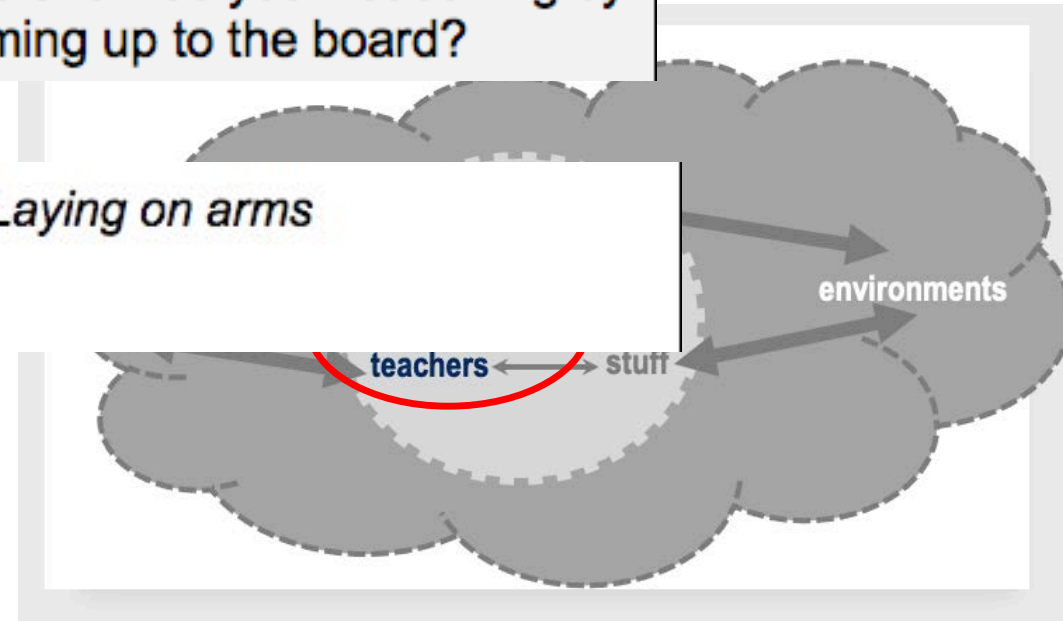 ming up to the board?
Laying on arms
environments
teachers
stuff